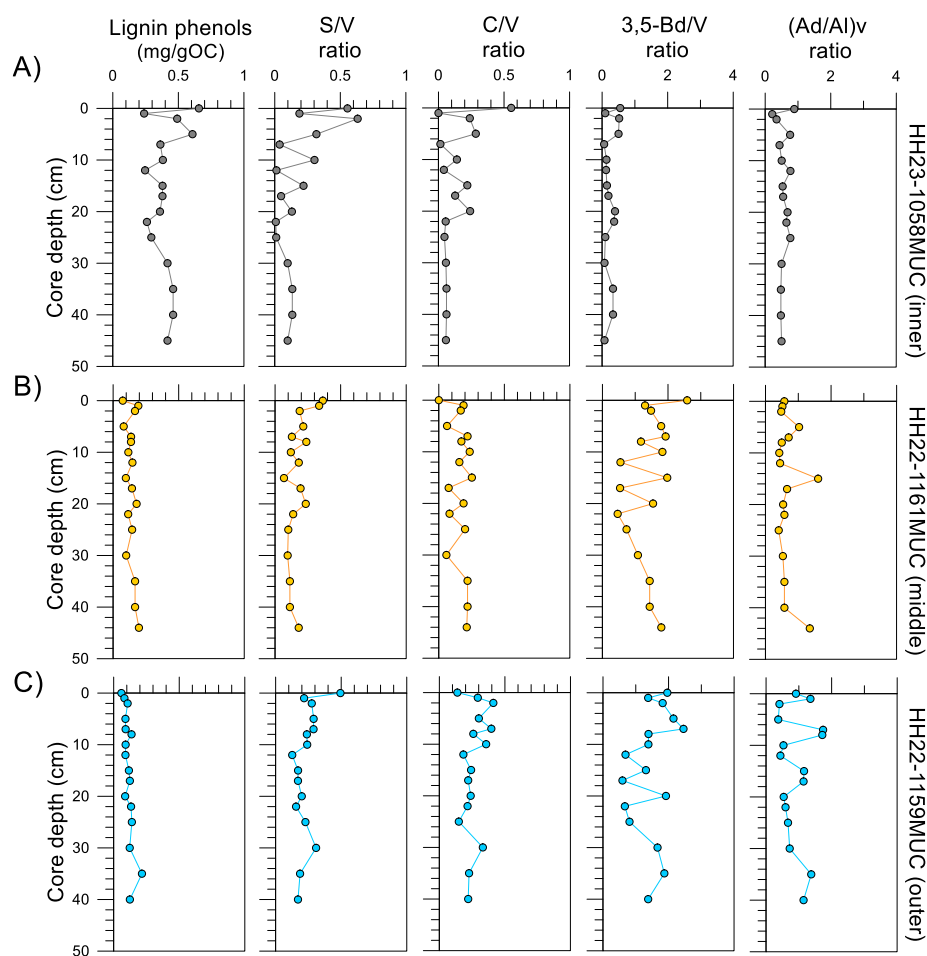 Lignin phenols
(mg/gOC)
S/V
ratio
C/V
ratio
3,5-Bd/V
ratio
(Ad/Al)v
ratio
A)
0 0.5 1
0 0.5 1
0 0.5 1
0 2 4
0 2 4
0
10
20
30
40
50
Core depth (cm)
HH23-1058MUC (inner)
B)
0
10
20
30
40
50
Core depth (cm)
HH22-1161MUC (middle)
C)
0
10
20
30
40
50
Core depth (cm)
HH22-1159MUC (outer)